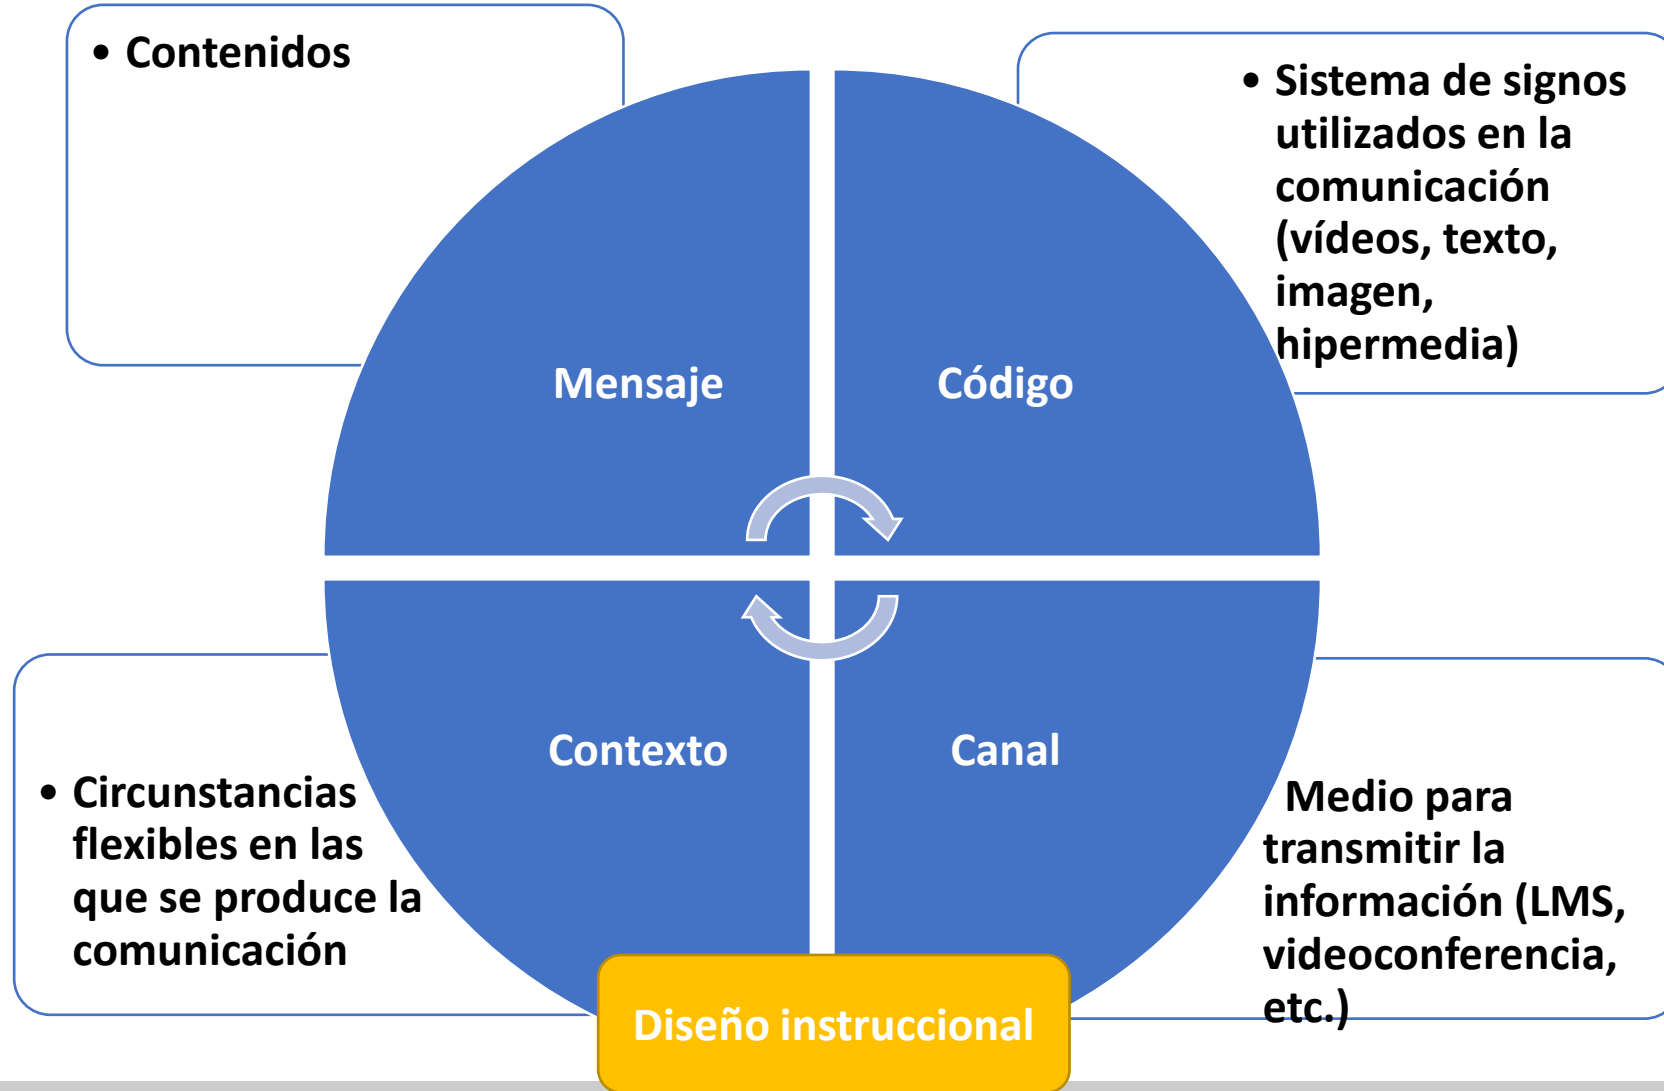 • Contenidos
• Sistema de signos
utilizados en la
comunicación
(vídeos, texto,
imagen,
hipermedia)
Mensaje
Código
Contexto
Canal
• Circunstancias
flexibles en las
que se produce la
comunicación
Medio para
transmitir la
información (LMS,
videoconferencia,
etc.)
Diseño instruccional